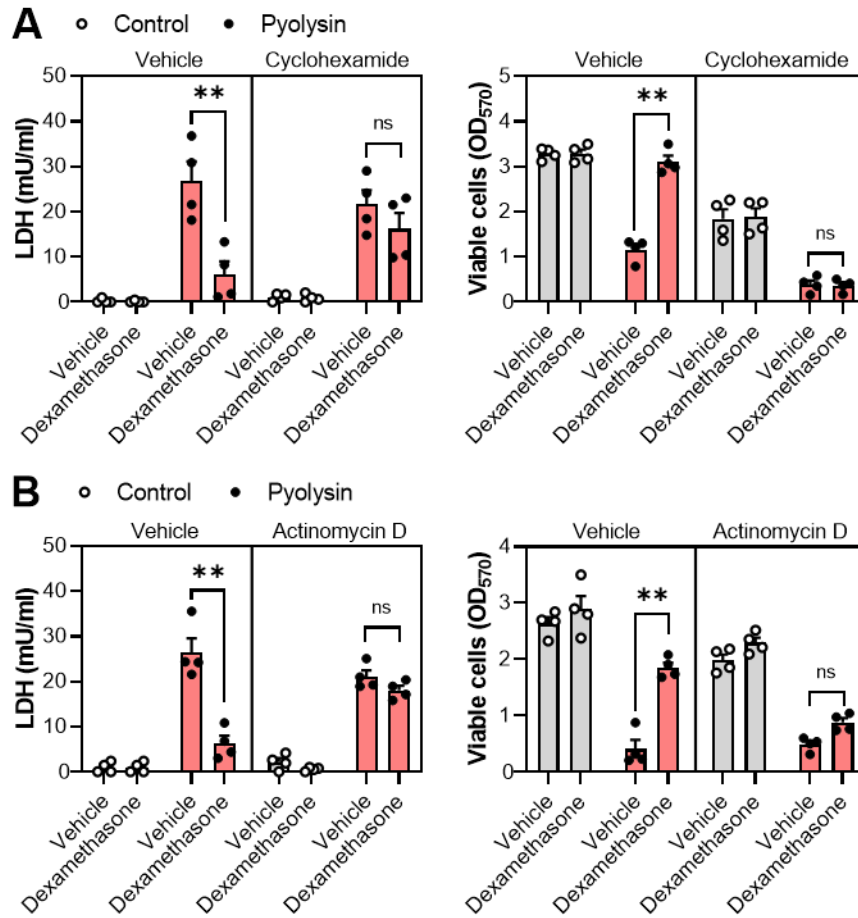 A
Control
Pyolysin
Vehicle
Cyclohexamide
50
40
30
20
10
0
LDH (mU/ml)
**
ns
Vehicle
Dexamethasone
Vehicle
Dexamethasone
Vehicle
Dexamethasone
Vehicle
Dexamethasone
Vehicle
Cyclohexamide
5
4
3
2
1
0
Viable cells (OD570)
**
ns
Vehicle
Dexamethasone
Vehicle
Dexamethasone
Vehicle
Dexamethasone
Vehicle
Dexamethasone
B
Control
Pyolysin
Vehicle
Actinomycin D
50
40
30
20
10
0
LDH (mU/ml)
**
ns
Vehicle
Dexamethasone
Vehicle
Dexamethasone
Vehicle
Dexamethasone
Vehicle
Dexamethasone
Vehicle
Actinomycin D
4
3
2
1
0
Viable cells (OD570)
**
ns
Vehicle
Dexamethasone
Vehicle
Dexamethasone
Vehicle
Dexamethasone
Vehicle
Dexamethasone